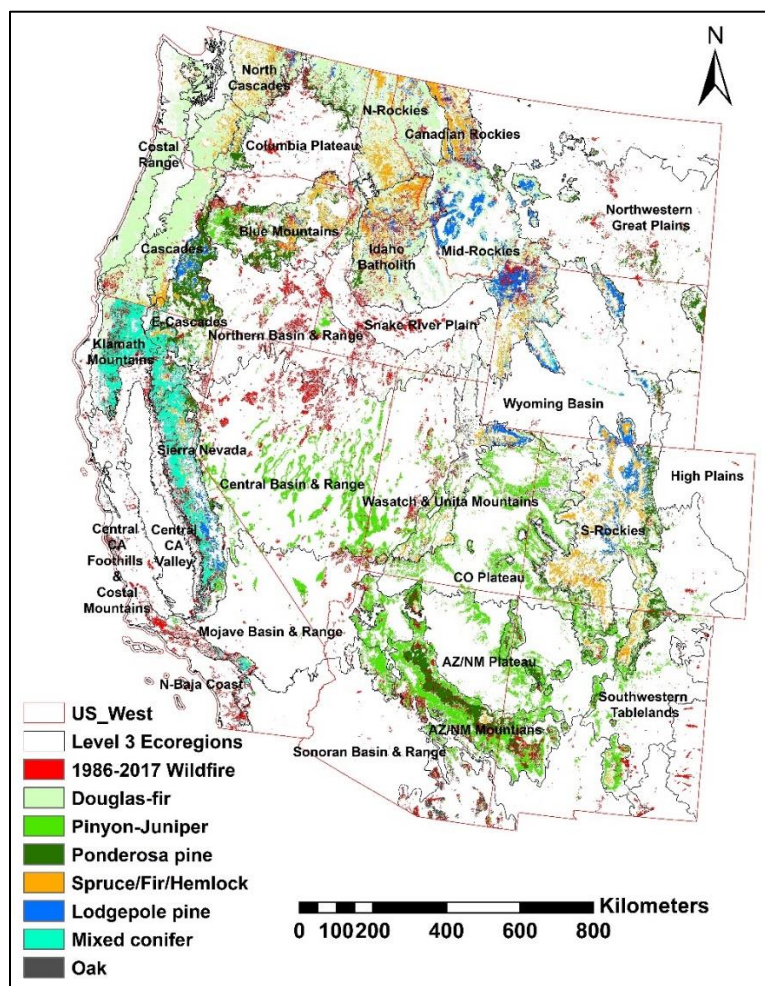 N
North
Cascades
N-Rockies
Canadian Rockies
Costal
Range
Columbia Plateau
Northwestern
Great Plains
Blue Mountains
Cascades
Idaho
Batholith
Mid-Rockies
E-Cascades
Snake River Plain
Northern Basin & Range
Klamath
Mountains
Wyoming Basin
Sierra Nevada
High Plains
Central Basin & Range
Wasatch & Unita Mountains
Central
CA
Foothills
&
Costal
Mountains
Central
CA
Valley
S-Rockies
CO Plateau
Mojave Basin & Range
AZ/NM Plateau
N-Baja Coast
Southwestern
Tablelands
AZ/NM Mountians
Sonoran Basin & Range
US_West
Level 3 Ecoregions
1986-2017 Wildfire
Douglas-fir
Pinyon-Juniper
Ponderosa pine
Spruce/Fir/Hemlock
Lodgepole pine
Mixed conifer
Oak
Kilometers
0 100 200 400 600 800